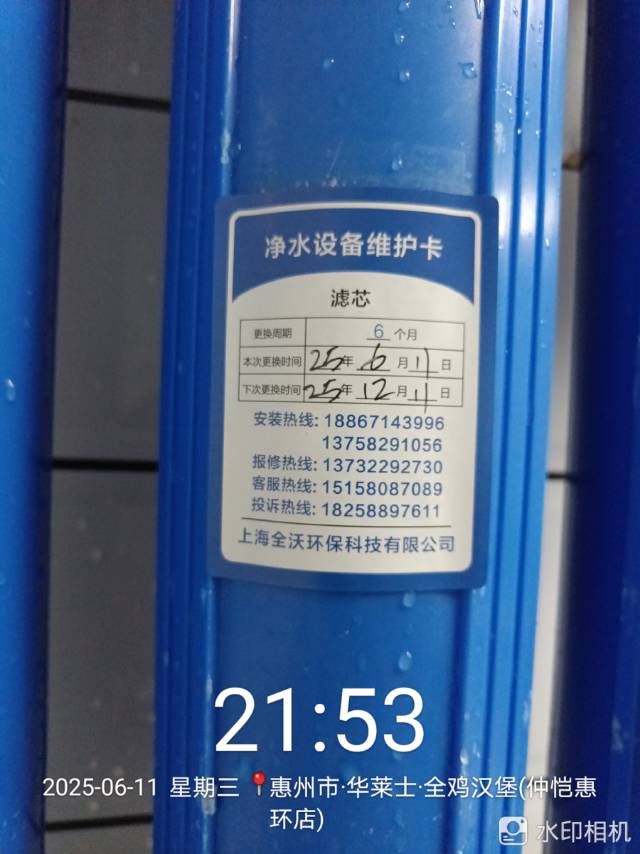 净水设备维护卡
滤芯
更换周期 6 个月
本次更换时间 25年 6 月 11 日
下次更换时间 25年 12 月 11 日
安装热线: 18867143996
13758291056
报修热线: 13732292730
客服热线: 15158087089
投诉热线: 18258897611
上海全沃环保科技有限公司
21:53
2025-06-11 星期三 惠州市·华莱士·全鸡汉堡(仲恺惠
环店)
水印相机